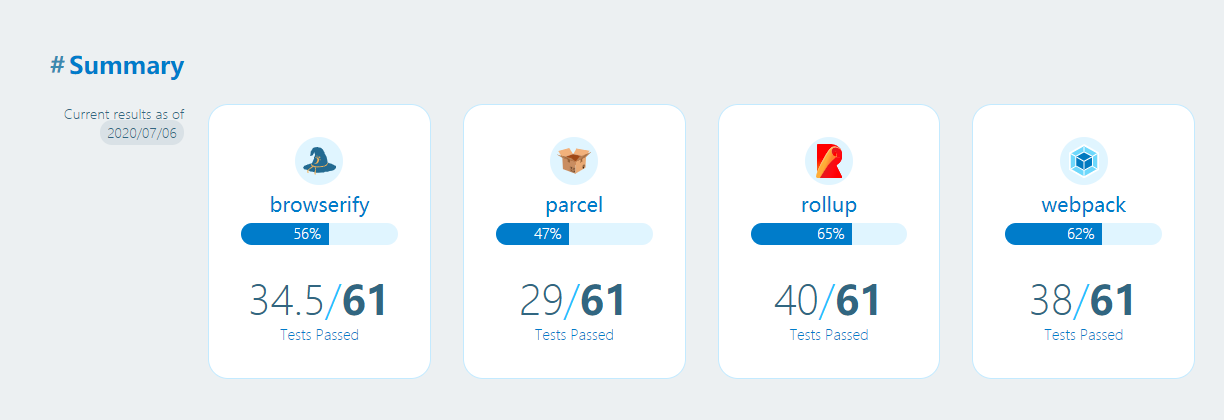 # Summary
Current results as of
2020/07/06
browserify
56%
34.5/61
Tests Passed
parcel
47%
29/61
Tests Passed
rollup
65%
40/61
Tests Passed
webpack
62%
38/61
Tests Passed